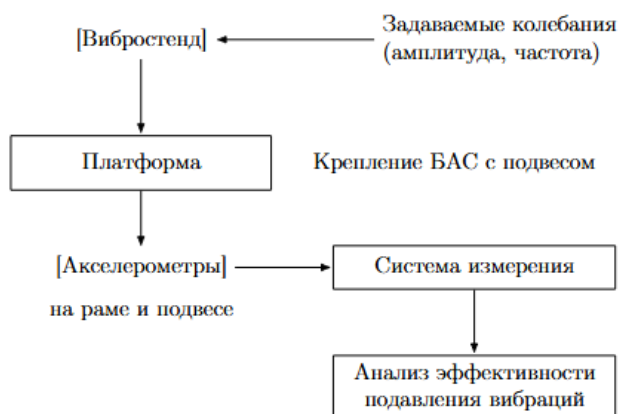 [Вибростенд]
Задаваемые колебания
(амплитуда, частота)
Платформа
Крепление БАС с подвесом
[Акселерометры]
на раме и подвесе
Система измерения
Анализ эффективности
подавления вибраций